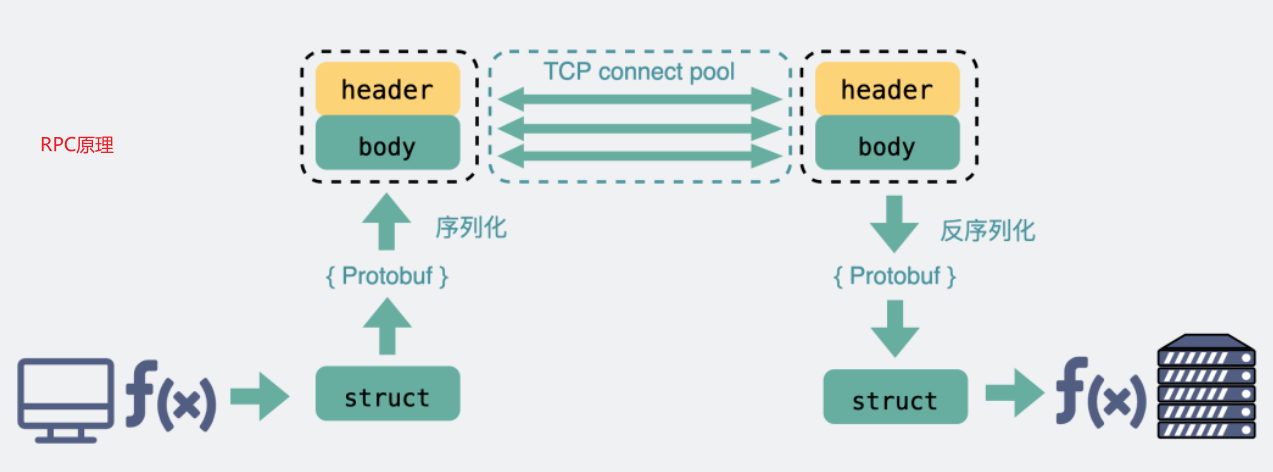 TCP connect pool
header
header
RPC原理
body
body
序列化
反序列化
{ Protobuf }
{ Protobuf }
f(x)
struct
struct
f(x)